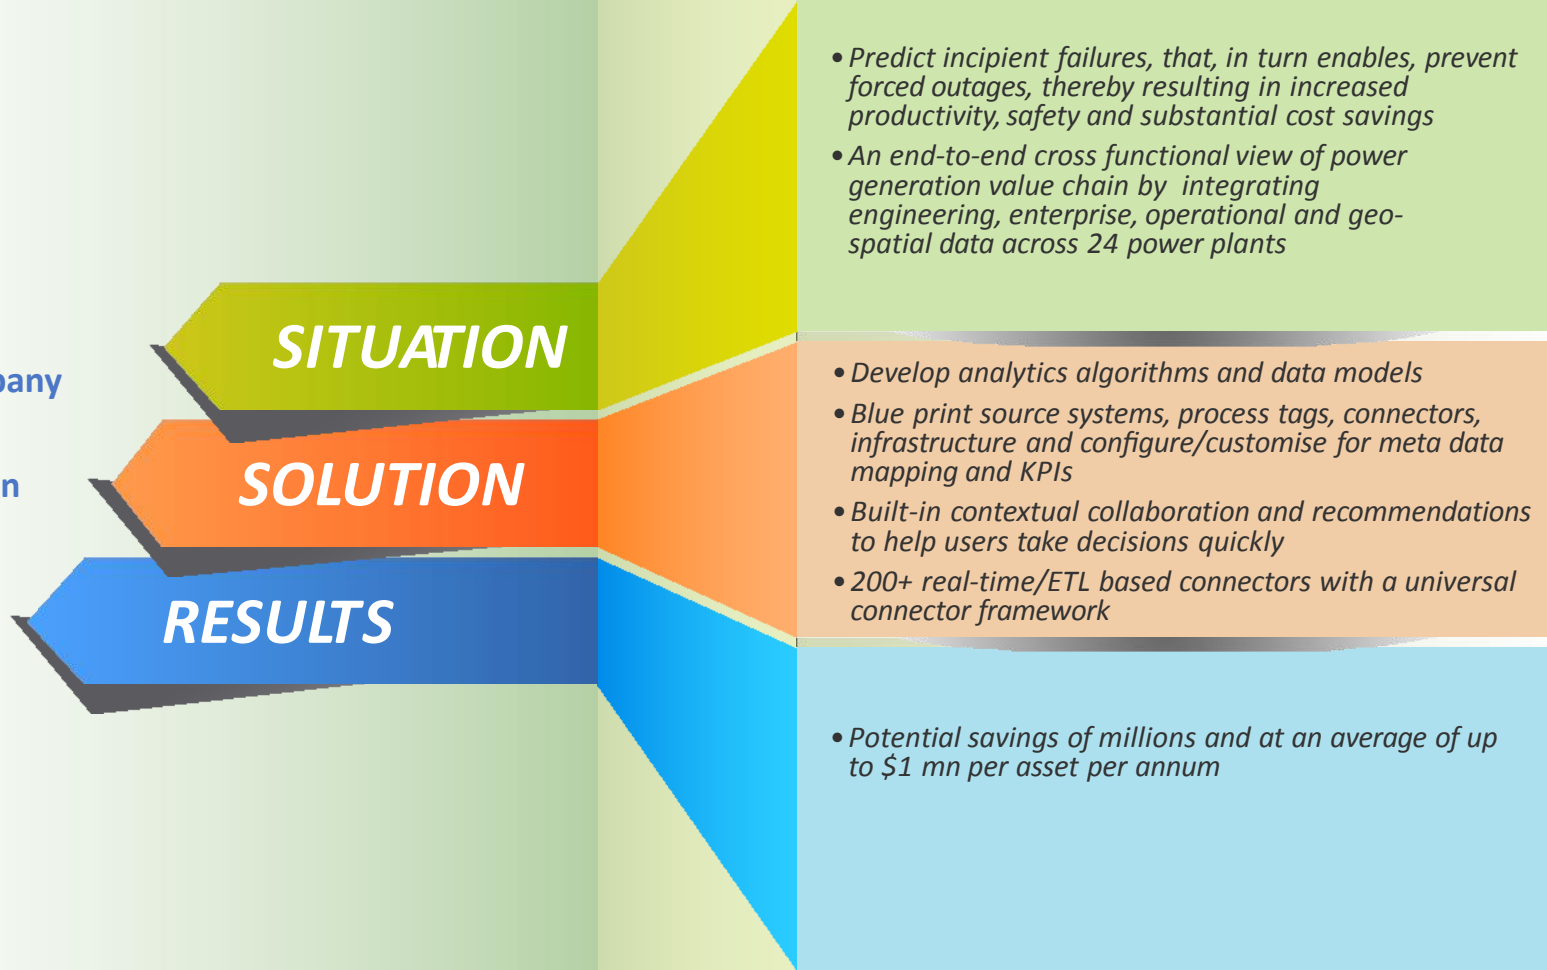 SITUATION
• Predict incipient failures, that, in turn enables, prevent
forced outages, thereby resulting in increased
productivity, safety and substantial cost savings
• An end-to-end cross functional view of power
generation value chain by integrating
engineering, enterprise, operational and geo-
spatial data across 24 power plants
SOLUTION
• Develop analytics algorithms and data models
• Blue print source systems, process tags, connectors,
infrastructure and configure/customise for meta data
mapping and KPIs
• Built-in contextual collaboration and recommendations
to help users take decisions quickly
• 200+ real-time/ETL based connectors with a universal
connector framework
RESULTS
• Potential savings of millions and at an average of up
to $1 mn per asset per annum